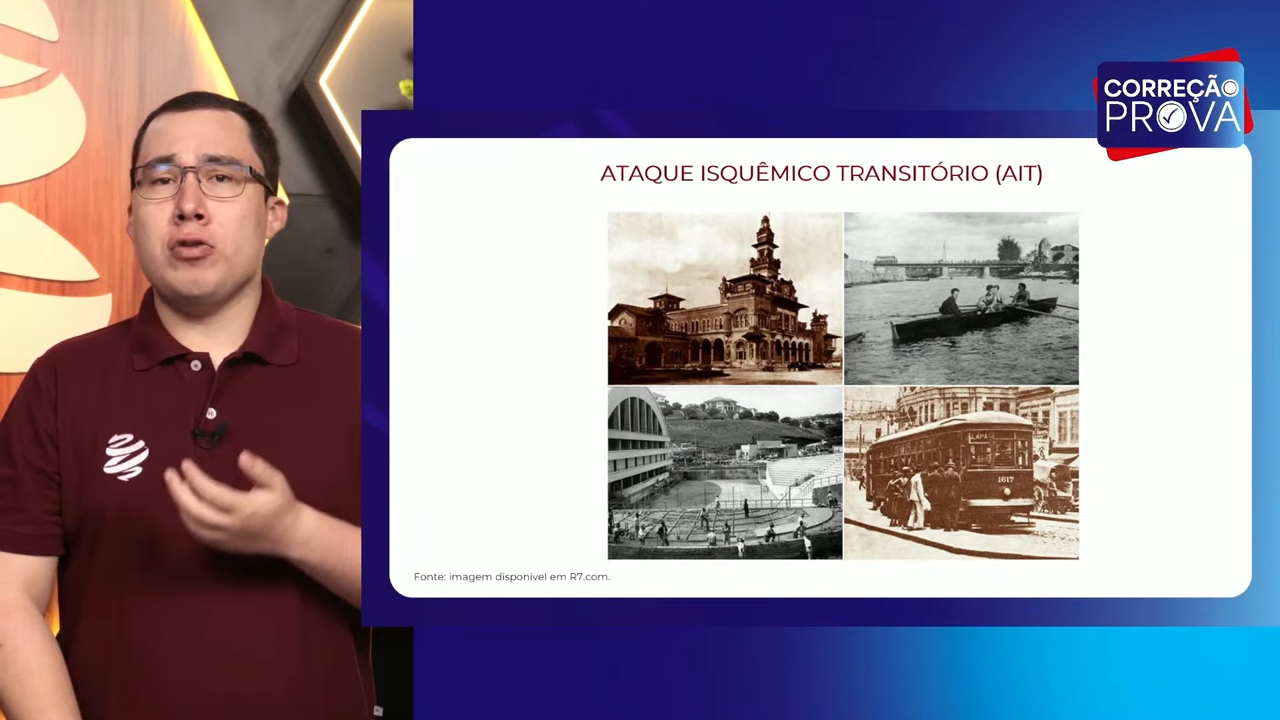 CORREÇÃO
PROVA
ATAQUE ISQUÊMICO TRANSITÓRIO (AIT)
LAPA
1617
Fonte: imagem disponível em R7.com.